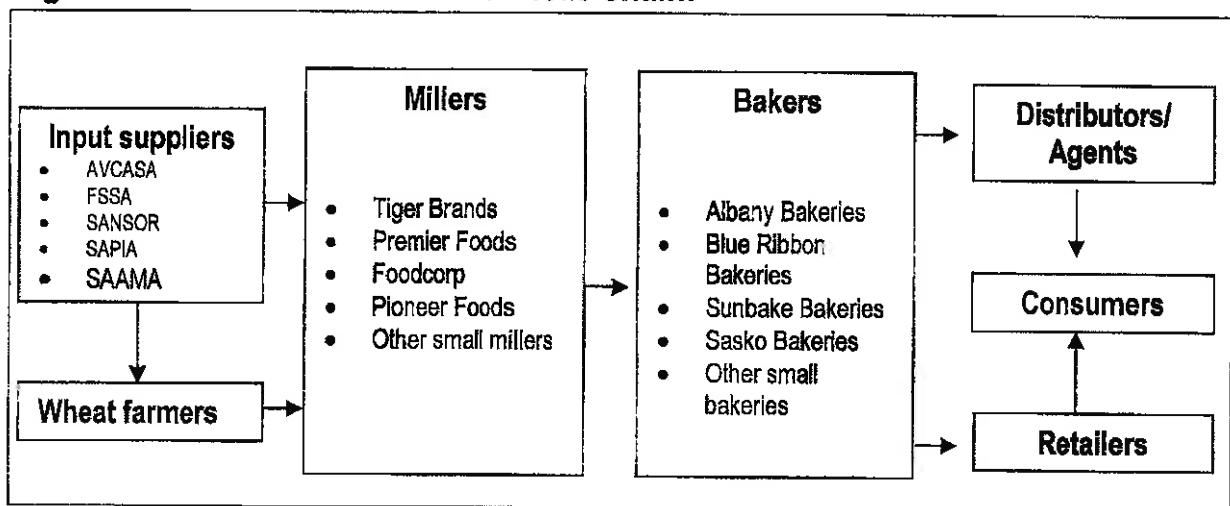 Input suppliers
• AVCASA
• FSSA
• SANSOR
• SAPIA
• SAAMA
Wheat farmers
Millers
• Tiger Brands
• Premier Foods
• Foodcorp
• Pioneer Foods
• Other small millers
Bakers
• Albany Bakeries
• Blue Ribbon
Bakeries
• Sunbake Bakeries
• Sasko Bakeries
• Other small
bakeries
Distributors/
Agents
Consumers
Retailers